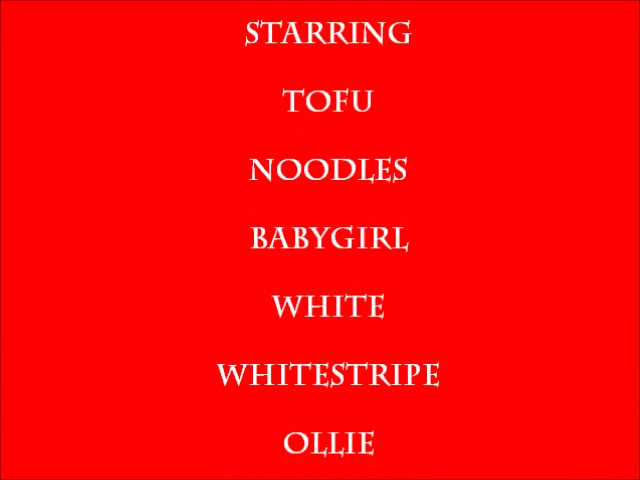 STARRING
TOFU
NOODLES
BABYGIRL
WHITE
WHITESTRIPE
OLLIE